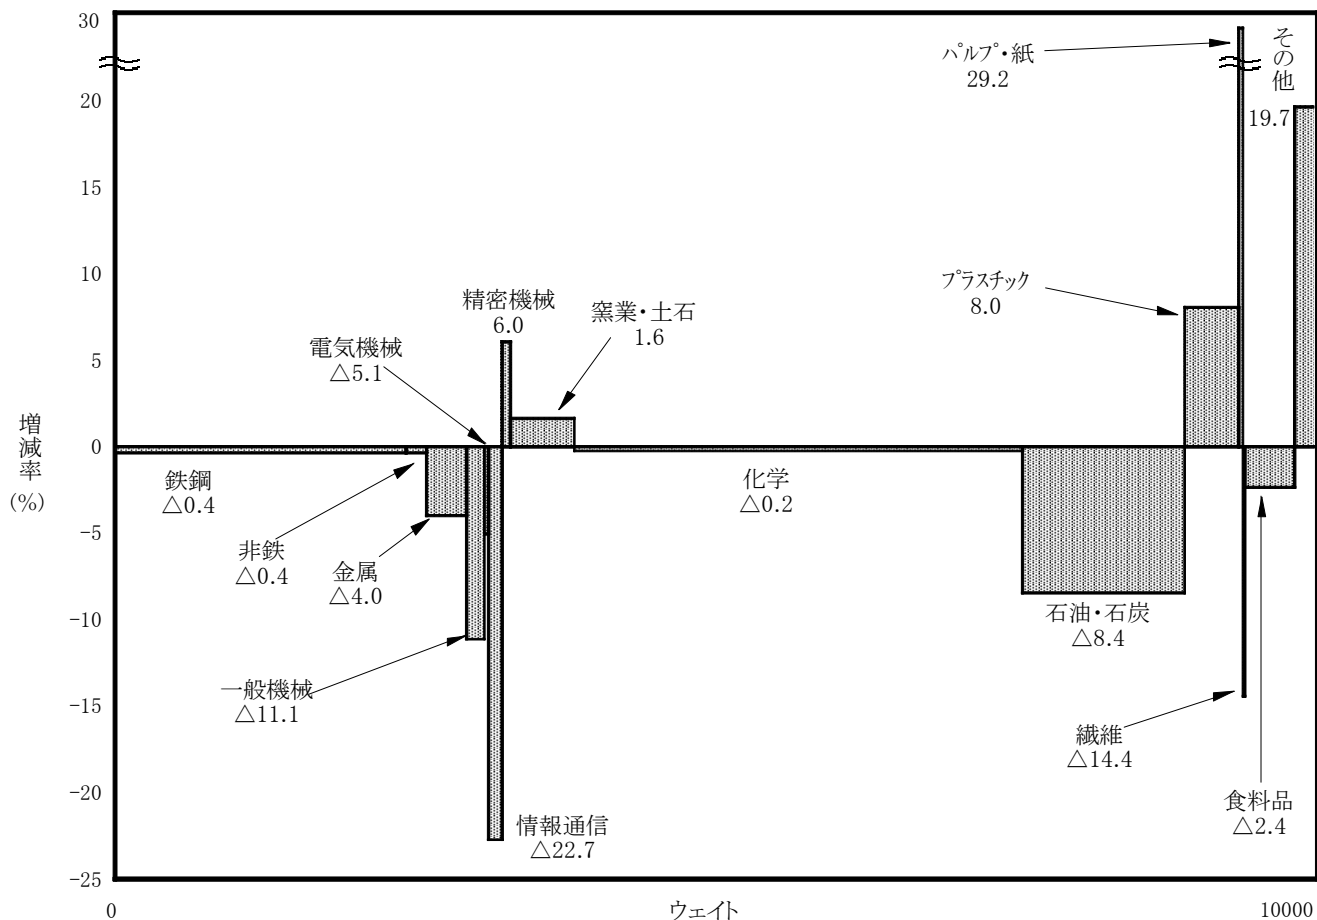 30
20
15
10
5
0
-5
-10
-15
-20
-25
増減率
(%)
0
ウェイト
10000
鉄鋼
△0.4
非鉄
△0.4
金属
△4.0
一般機械
△11.1
電気機械
△5.1
情報通信
△22.7
精密機械
6.0
窯業・土石
1.6
化学
△0.2
石油・石炭
△8.4
プラスチック
8.0
パルプ・紙
29.2
繊維
△14.4
食料品
△2.4
その他
19.7